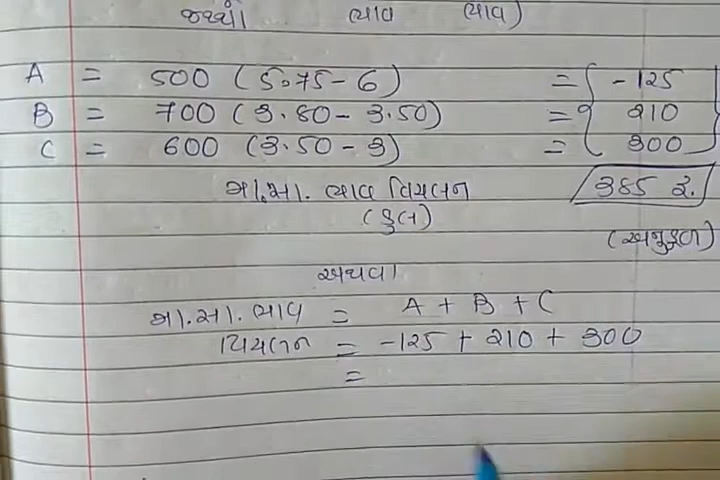 જથ્થો ભાવ ભાવ)
A = 500 (5.75 - 6) = { -125
B = 700 (3.80 - 3.50) = 210
C = 600 (3.50 - 3) = 300 }
મા.સા. ભાવ વિચલન 385 રૂ.
(કુલ) (અનુકૂળ)
અથવા
મા.સા. ભાવ = A + B + C
વિચલન = -125 + 210 + 300
=